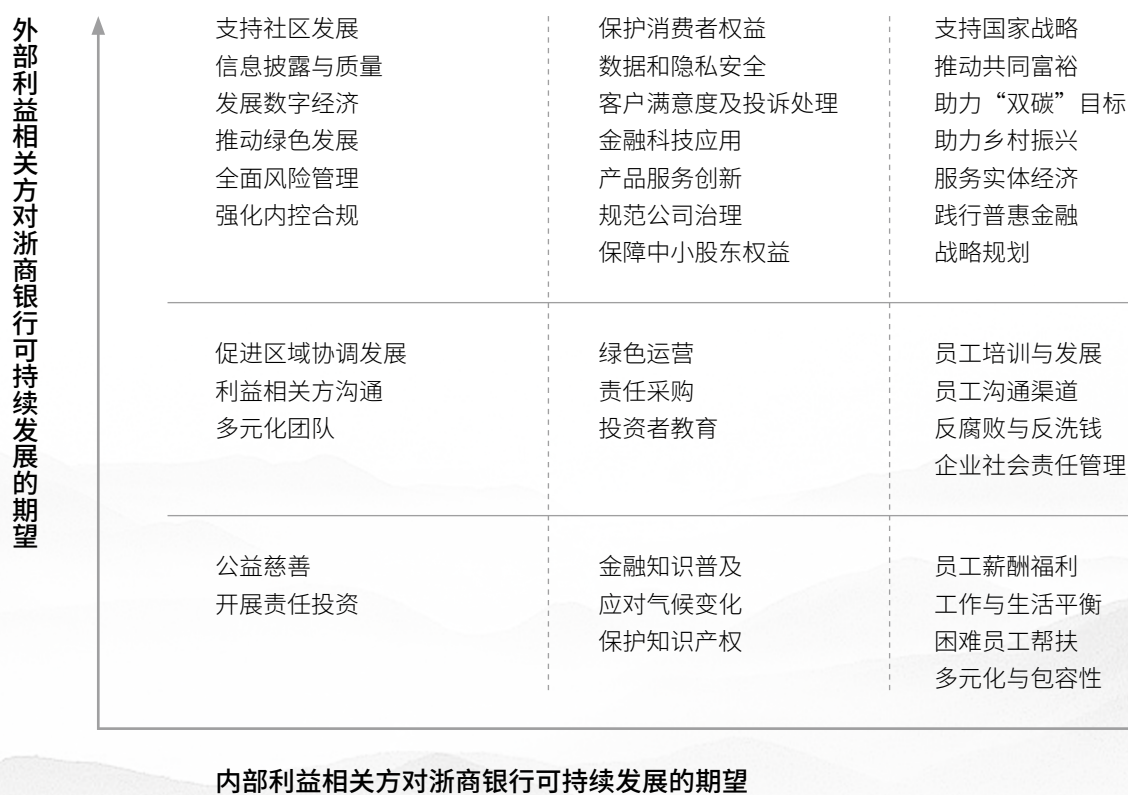 外部利益相关方对浙商银行可持续发展的期望
支持社区发展
信息披露与质量
发展数字经济
推动绿色发展
全面风险管理
强化内控合规
保护消费者权益
数据和隐私安全
客户满意度及投诉处理
金融科技应用
产品服务创新
规范公司治理
保障中小股东权益
支持国家战略
推动共同富裕
助力“双碳”目标
助力乡村振兴
服务实体经济
践行普惠金融
战略规划
促进区域协调发展
利益相关方沟通
多元化团队
绿色运营
责任采购
投资者教育
员工培训与发展
员工沟通渠道
反腐败与反洗钱
企业社会责任管理
公益慈善
开展责任投资
金融知识普及
应对气候变化
保护知识产权
员工薪酬福利
工作与生活平衡
困难员工帮扶
多元化与包容性
内部利益相关方对浙商银行可持续发展的期望